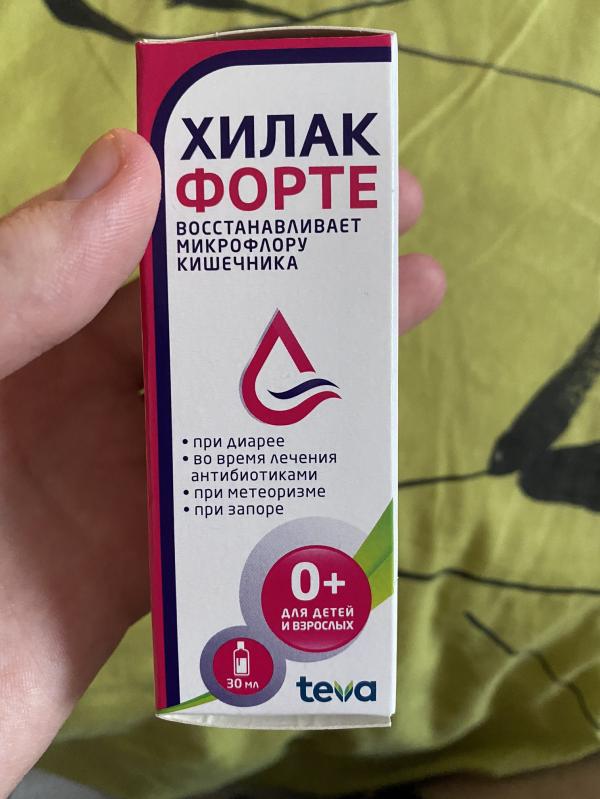 ХИЛАК
ФОРТЕ
ВОССТАНАВЛИВАЕТ
МИКРОФЛОРУ
КИШЕЧНИКА
• при диарее
• во время лечения
антибиотиками
• при метеоризме
• при запоре
0+
ДЛЯ ДЕТЕЙ
И ВЗРОСЛЫХ
30 МЛ
teva